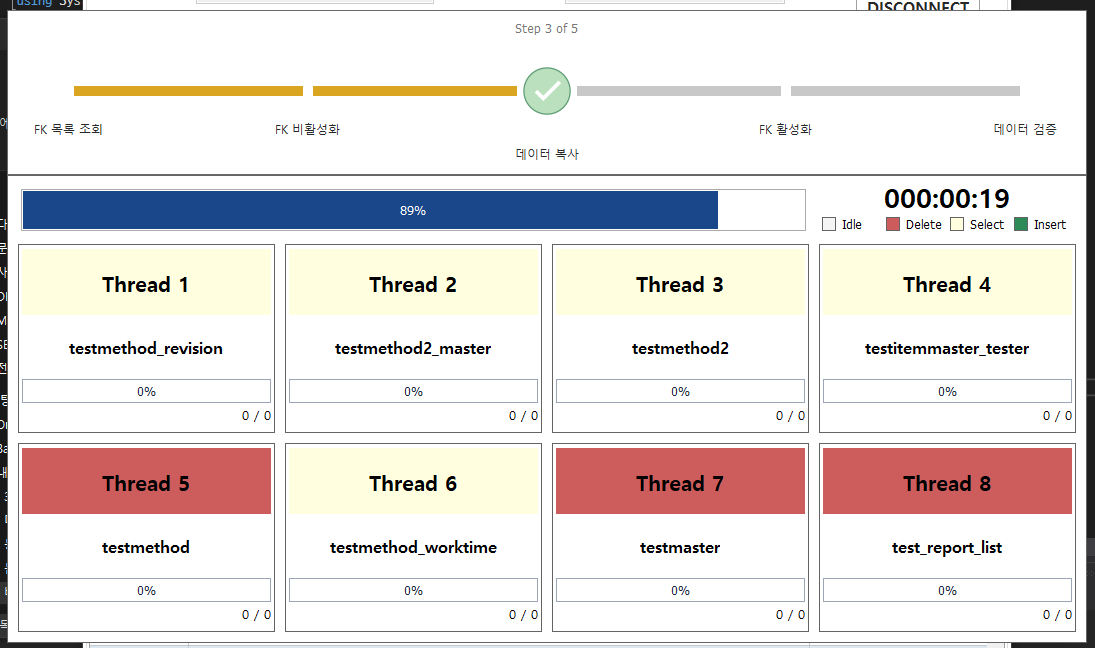 using Sys
DISCONNECT
Step 3 of 5
FK 목록 조회
FK 비활성화
데이터 복사
FK 활성화
데이터 검증
89%
000:00:19
Idle
Delete
Select
Insert
Thread 1
testmethod_revision
0%
0 / 0
Thread 2
testmethod2_master
0%
0 / 0
Thread 3
testmethod2
0%
0 / 0
Thread 4
testitemmaster_tester
0%
0 / 0
Thread 5
testmethod
0%
0 / 0
Thread 6
testmethod_worktime
0%
0 / 0
Thread 7
testmaster
0%
0 / 0
Thread 8
test_report_list
0%
0 / 0